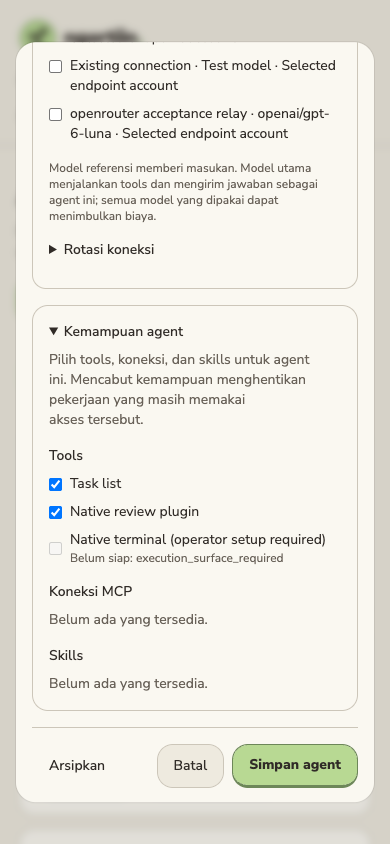 Existing connection · Test model · Selected
endpoint account
openrouter acceptance relay · openai/gpt-
6-luna · Selected endpoint account
Model referensi memberi masukan. Model utama
menjalankan tools dan mengirim jawaban sebagai
agent ini; semua model yang dipakai dapat
menimbulkan biaya.
Rotasi koneksi
Kemampuan agent
Pilih tools, koneksi, dan skills untuk agent
ini. Mencabut kemampuan menghentikan
pekerjaan yang masih memakai
akses tersebut.
Tools
Task list
Native review plugin
Native terminal (operator setup required)
Belum siap: execution_surface_required
Koneksi MCP
Belum ada yang tersedia.
Skills
Belum ada yang tersedia.
Arsipkan
Batal
Simpan agent